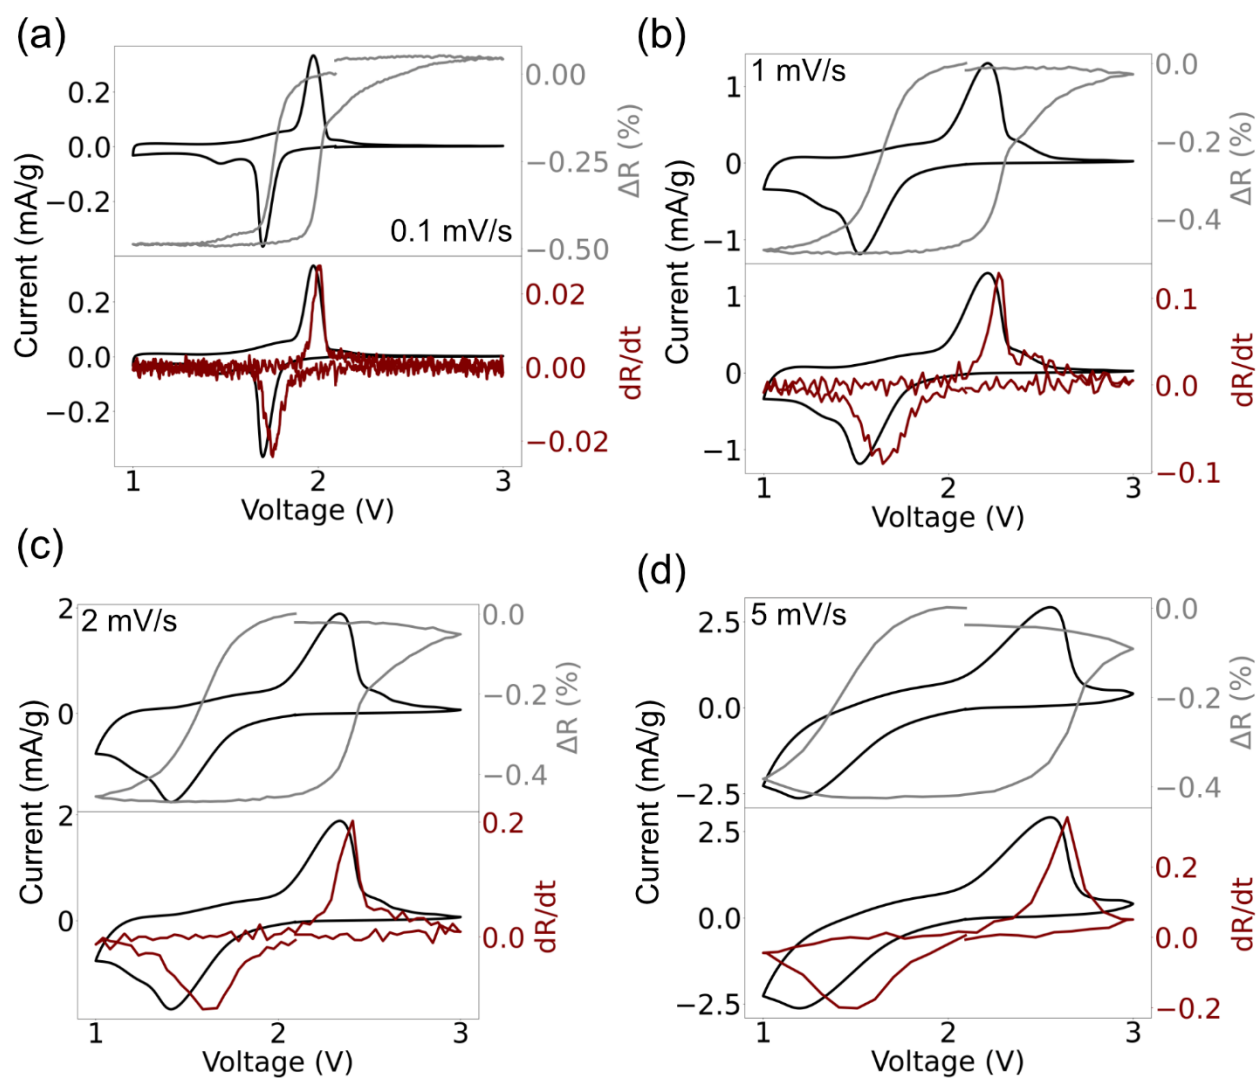 (a)
0.2
0.0
−0.2
0.00
−0.25
−0.50
0.1 mV/s
ΔR (%)
Current (mA/g)
0.2
0.0
−0.2
0.02
0.00
−0.02
dR/dt
1 2 3
Voltage (V)
(b)
1 mV/s
1
0
−1
0.0
−0.2
−0.4
ΔR (%)
Current (mA/g)
1
0
−1
0.1
0.0
−0.1
dR/dt
1 2 3
Voltage (V)
(c)
2 mV/s
2
0
0.0
−0.2
−0.4
ΔR (%)
Current (mA/g)
2
0
0.2
0.0
dR/dt
1 2 3
Voltage (V)
(d)
5 mV/s
2.5
0.0
−2.5
0.0
−0.2
−0.4
ΔR (%)
Current (mA/g)
2.5
0.0
−2.5
0.2
0.0
−0.2
dR/dt
1 2 3
Voltage (V)